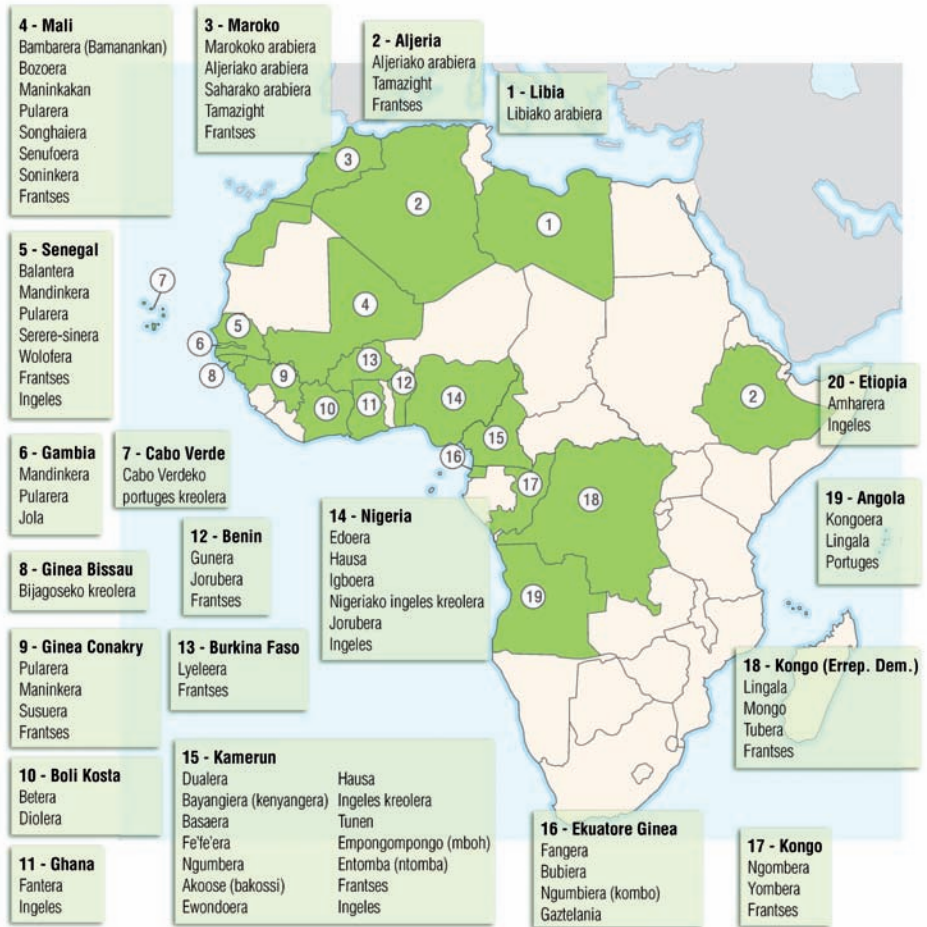 4 - Mali
Bambarera (Bamanankan)
Bozoera
Maninkakan
Pularera
Songhaiera
Senufoera
Soninkera
Frantses
3 - Maroko
Marokoko arabiera
Aljeriako arabiera
Saharako arabiera
Tamazight
Frantses
2 - Aljeria
Aljeriako arabiera
Tamazight
Frantses
1 - Libia
Libiako arabiera
5 - Senegal
Balantera
Mandinkera
Pularera
Serere-sinera
Wolofera
Frantses
Ingeles
6 - Gambia
Mandinkera
Pularera
Jola
7 - Cabo Verde
Cabo Verdeko
portuges kreolera
8 - Ginea Bissau
Bijagoseko kreolera
9 - Ginea Conakry
Pularera
Maninkera
Susuera
Frantses
10 - Boli Kosta
Betera
Diolera
11 - Ghana
Fantera
Ingeles
12 - Benin
Gunera
Jorubera
Frantses
13 - Burkina Faso
Lyeleera
Frantses
14 - Nigeria
Edoera
Hausa
Igboera
Nigeriako ingeles kreolera
Jorubera
Ingeles
15 - Kamerun
Dualera
Bayangiera (kenyangera)
Basaera
Fe'fe'era
Ngumbera
Akoose (bakossi)
Ewondoera
Hausa
Ingeles kreolera
Tunen
Empongompongo (mboh)
Entomba (ntomba)
Frantses
Ingeles
16 - Ekuatore Ginea
Fangera
Bubiera
Ngumbiera (kombo)
Gaztelania
17 - Kongo
Ngombera
Yombera
Frantses
18 - Kongo (Errep. Dem.)
Lingala
Mongo
Tubera
Frantses
19 - Angola
Kongoera
Lingala
Portuges
20 - Etiopia
Amharera
Ingeles
3
2
1
7
4
5
6
13
8
9
12
10
11
14
2
15
16
17
18
19